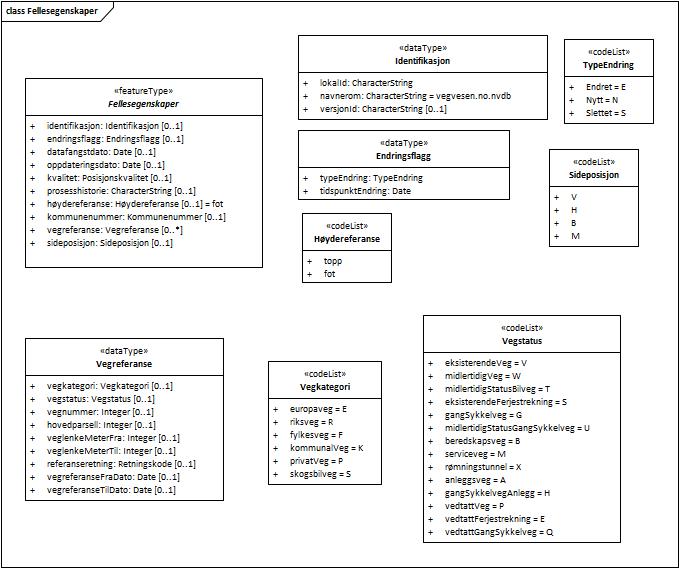 class Fellesegenskaper
«featureType»
Fellesegenskaper
+ identifikasjon: Identifikasjon [0..1]
+ endringsflagg: Endringsflagg [0..1]
+ datafangstdato: Date [0..1]
+ oppdateringsdato: Date [0..1]
+ kvalitet: Posisjonskvalitet [0..1]
+ prosesshistorie: CharacterString [0..1]
+ høydereferanse: Høydereferanse [0..1] = fot
+ kommunenummer: Kommunenummer [0..1]
+ vegreferanse: Vegreferanse [0..*]
+ sideposisjon: Sideposisjon [0..1]
«dataType»
Identifikasjon
+ lokalId: CharacterString
+ navnerom: CharacterString = vegvesen.no.nvdb
+ versjonId: CharacterString [0..1]
«codeList»
TypeEndring
+ Endret = E
+ Nytt = N
+ Slettet = S
«dataType»
Endringsflagg
+ typeEndring: TypeEndring
+ tidspunktEndring: Date
«codeList»
Sideposisjon
+ V
+ H
+ B
+ M
«codeList»
Høydereferanse
+ topp
+ fot
«dataType»
Vegreferanse
+ vegkategori: Vegkategori [0..1]
+ vegstatus: Vegstatus [0..1]
+ vegnummer: Integer [0..1]
+ hovedparsell: Integer [0..1]
+ veglenkeMeterFra: Integer [0..1]
+ veglenkeMeterTil: Integer [0..1]
+ referanseretning: Retningskode [0..1]
+ vegreferanseFraDato: Date [0..1]
+ vegreferanseTilDato: Date [0..1]
«codeList»
Vegkategori
+ europaveg = E
+ riksveg = R
+ fylkesveg = F
+ kommunalVeg = K
+ privatVeg = P
+ skogsbilveg = S
«codeList»
Vegstatus
+ eksisterendeVeg = V
+ midlertidigVeg = W
+ midlertidigStatusBilveg = T
+ eksisterendeFerjestrekning = S
+ gangSykkelveg = G
+ midlertidigStatusGangSykkelveg = U
+ beredskapsveg = B
+ serviceveg = M
+ rømningstunnel = X
+ anleggsveg = A
+ gangSykkelvegAnlegg = H
+ vedtattVeg = P
+ vedtattFerjestrekning = E
+ vedtattGangSykkelveg = Q